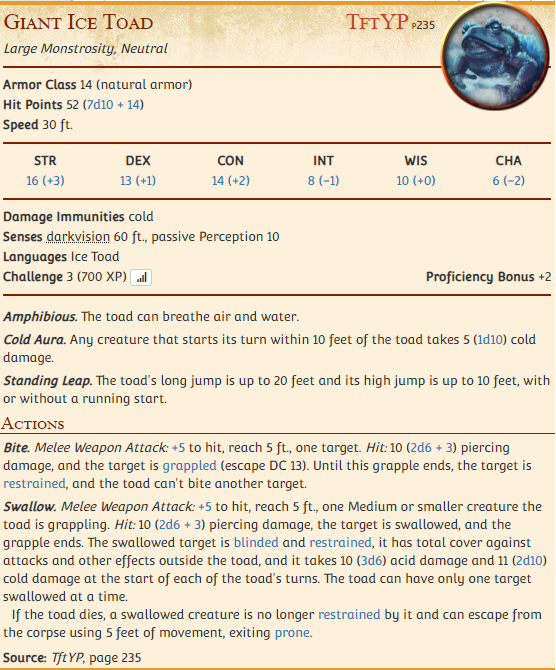 Giant Ice Toad TftYP p235
Large Monstrosity, Neutral
Armor Class 14 (natural armor)
Hit Points 52 (7d10 + 14)
Speed 30 ft.
STR DEX CON INT WIS CHA
16 (+3) 13 (+1) 14 (+2) 8 (−1) 10 (+0) 6 (−2)
Damage Immunities cold
Senses darkvision 60 ft., passive Perception 10
Languages Ice Toad
Challenge 3 (700 XP) Proficiency Bonus +2
Amphibious. The toad can breathe air and water.
Cold Aura. Any creature that starts its turn within 10 feet of the toad takes 5 (1d10) cold
damage.
Standing Leap. The toad's long jump is up to 20 feet and its high jump is up to 10 feet, with
or without a running start.
Actions
Bite. Melee Weapon Attack: +5 to hit, reach 5 ft., one target. Hit: 10 (2d6 + 3) piercing
damage, and the target is grappled (escape DC 13). Until this grapple ends, the target is
restrained, and the toad can't bite another target.
Swallow. Melee Weapon Attack: +5 to hit, reach 5 ft., one Medium or smaller creature the
toad is grappling. Hit: 10 (2d6 + 3) piercing damage, the target is swallowed, and the
grapple ends. The swallowed target is blinded and restrained, it has total cover against
attacks and other effects outside the toad, and it takes 10 (3d6) acid damage and 11 (2d10)
cold damage at the start of each of the toad's turns. The toad can have only one target
swallowed at a time.
If the toad dies, a swallowed creature is no longer restrained by it and can escape from
the corpse using 5 feet of movement, exiting prone.
Source: TftYP, page 235